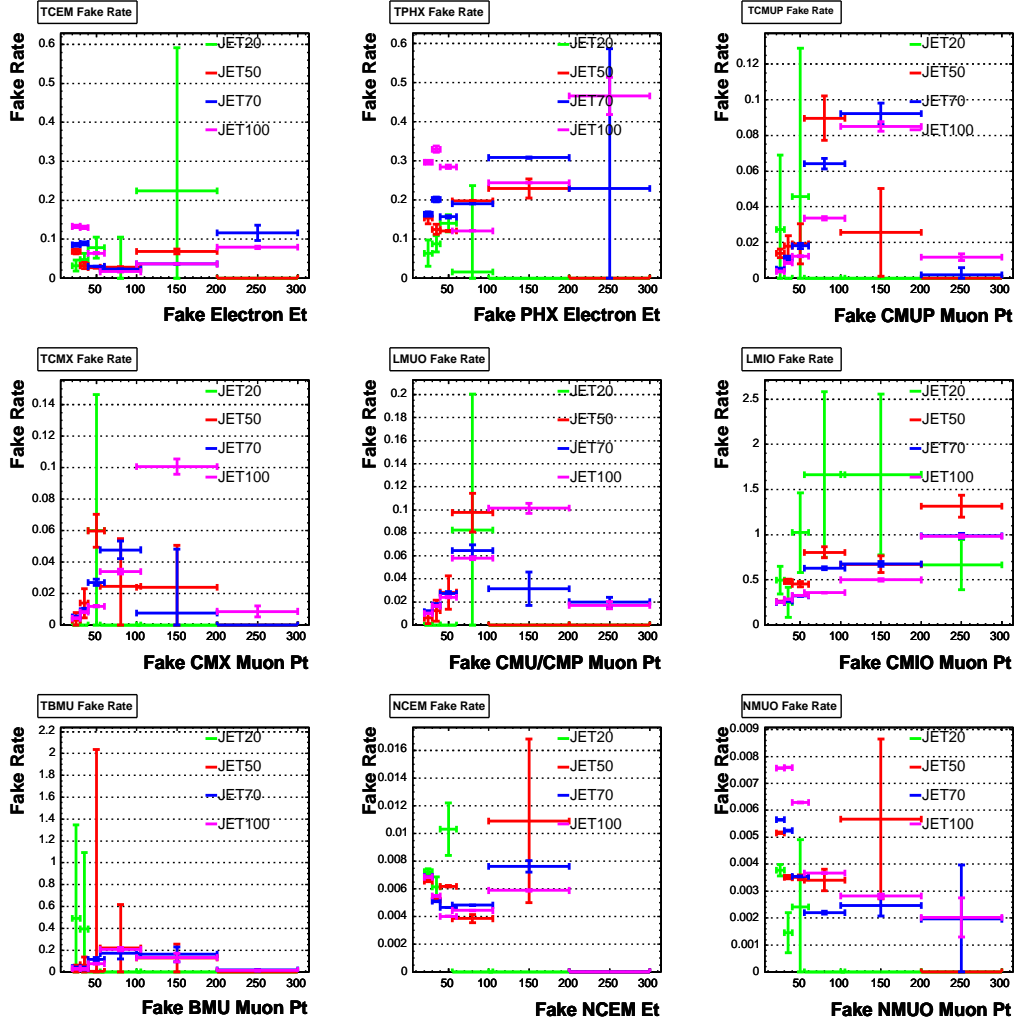 TCEM Fake Rate
Fake Rate
0.6
0.5
0.4
0.3
0.2
0.1
0
JET20
JET50
JET70
JET100
50 100 150 200 250 300
Fake Electron Et
TPHX Fake Rate
Fake Rate
0.6
0.5
0.4
0.3
0.2
0.1
0
JET20
JET50
JET70
JET100
50 100 150 200 250 300
Fake PHX Electron Et
TCMUP Fake Rate
Fake Rate
0.12
0.1
0.08
0.06
0.04
0.02
0
JET20
JET50
JET70
JET100
50 100 150 200 250 300
Fake CMUP Muon Pt
TCMX Fake Rate
Fake Rate
0.14
0.12
0.1
0.08
0.06
0.04
0.02
0
JET20
JET50
JET70
JET100
50 100 150 200 250 300
Fake CMX Muon Pt
LMUO Fake Rate
Fake Rate
0.2
0.18
0.16
0.14
0.12
0.1
0.08
0.06
0.04
0.02
0
JET20
JET50
JET70
JET100
50 100 150 200 250 300
Fake CMU/CMP Muon Pt
LMIO Fake Rate
Fake Rate
2.5
2
1.5
1
0.5
0
JET20
JET50
JET70
JET100
50 100 150 200 250 300
Fake CMIO Muon Pt
TBMU Fake Rate
Fake Rate
2.2
2
1.8
1.6
1.4
1.2
1
0.8
0.6
0.4
0.2
0
JET20
JET50
JET70
JET100
50 100 150 200 250 300
Fake BMU Muon Pt
NCEM Fake Rate
Fake Rate
0.016
0.014
0.012
0.01
0.008
0.006
0.004
0.002
0.000
JET20
JET50
JET70
JET100
50 100 150 200 250 300
Fake NCEM Et
NMUO Fake Rate
Fake Rate
0.009
0.008
0.007
0.006
0.005
0.004
0.003
0.002
0.001
0.000
JET20
JET50
JET70
JET100
50 100 150 200 250 300
Fake NMUO Muon Pt